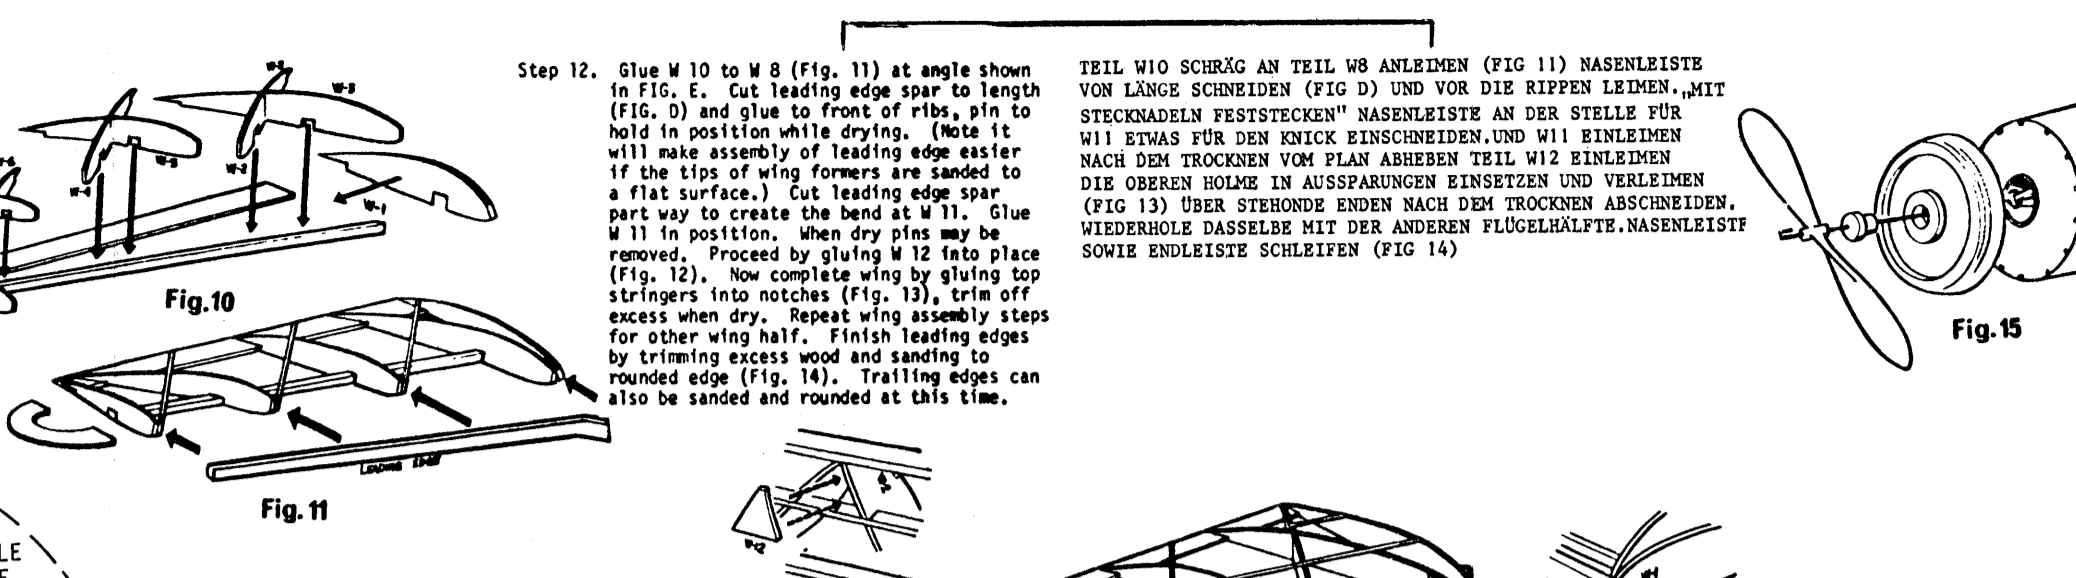 Step 12. Glue W 10 to W 8 (Fig. 11) at angle shown
in FIG. E. Cut leading edge spar to length
(FIG. D) and glue to front of ribs, pin to
hold in position while drying. (Note it
will make assembly of leading edge easier
if the tips of wing formers are sanded to
a flat surface.) Cut leading edge spar
part way to create the bend at W 11. Glue
W 11 in position. When dry pins may be
removed. Proceed by gluing W 12 into place
(Fig. 12). Now complete wing by gluing top
stringers into notches (Fig. 13), trim off
excess when dry. Repeat wing assembly steps
for other wing half. Finish leading edges
by trimming excess wood and sanding to
rounded edge (Fig. 14). Trailing edges can
also be sanded and rounded at this time.
TEIL W10 SCHRÄG AN TEIL W8 ANLEIMEN (FIG 11) NASENLEISTE
VON LÄNGE SCHNEIDEN (FIG D) UND VOR DIE RIPPEN LEIMEN.„MIT
STECKNADELN FESTSTECKEN" NASENLEISTE AN DER STELLE FÜR
W11 ETWAS FÜR DEN KNICK EINSCHNEIDEN.UND W11 EINLEIMEN
NACH DEM TROCKNEN VOM PLAN ABHEBEN TEIL W12 EINLEIMEN
DIE OBEREN HOLME IN AUSSPARUNGEN EINSETZEN UND VERLEIMEN
(FIG 13) ÜBER STEHONDE ENDEN NACH DEM TROCKNEN ABSCHNEIDEN.
WIEDERHOLE DASSELBE MIT DER ANDEREN FLÜGELHÄLFTE.NASENLEISTE
SOWIE ENDLEISTE SCHLEIFEN (FIG 14)
W-3
W-5
W-4
W-2
W-1
Fig.10
LEADING EDGE
Fig.11
W-12
Fig.15
LE